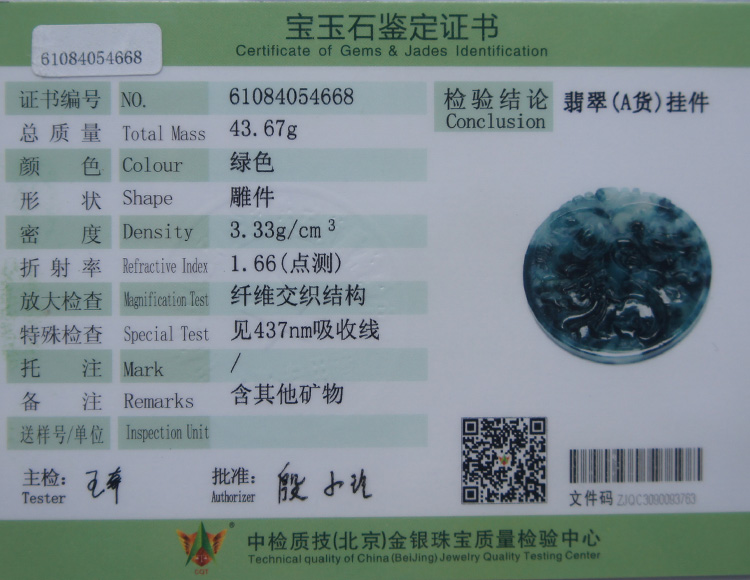 宝玉石鉴定证书
Certificate of Gems & Jades Identification
61084054668
证书编号 NO. 61084054668
总质量 Total Mass 43.67g
颜色 Colour 绿色
形状 Shape 雕件
密度 Density 3.33g/cm³
折射率 Refractive Index 1.66(点测)
放大检查 Magnification Test 纤维交织结构
特殊检查 Special Test 见437nm吸收线
托注 Mark /
备注 Remarks 含其他矿物
送样号/单位 Inspection Unit
检验结论 翡翠(A货)挂件
Conclusion
主检: 批准:
Tester Authorizer
文件码 ZJQC3090093763
CQT
中检质技(北京)金银珠宝质量检验中心
Technical quality of China (BeiJing) Jewelry Quality Testing Center